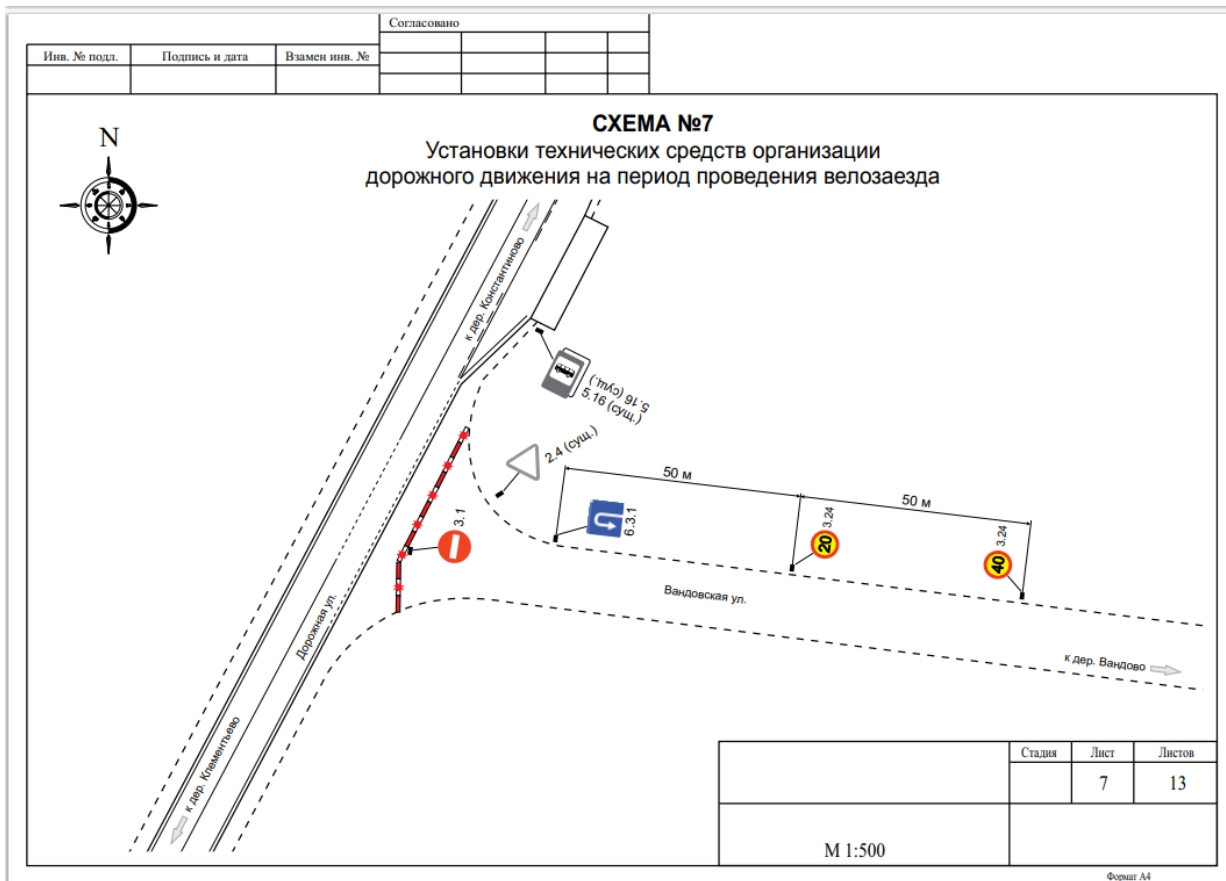 Согласовано
Инв. № подл.
Подпись и дата
Взамен инв. №
СХЕМА №7
Установки технических средств организации
дорожного движения на период проведения велозаезда
N
к дер. Константиново
5.16 (сущ.)
5.16 (сущ.)
2.4 (сущ.)
50 м
50 м
3.1
6.3.1
20
3.24
40
3.24
Вандовская ул.
Дорожная ул.
к дер. Вандово
к дер. Клементьево
Стадия
Лист
Листов
7
13
М 1:500
Формат А4